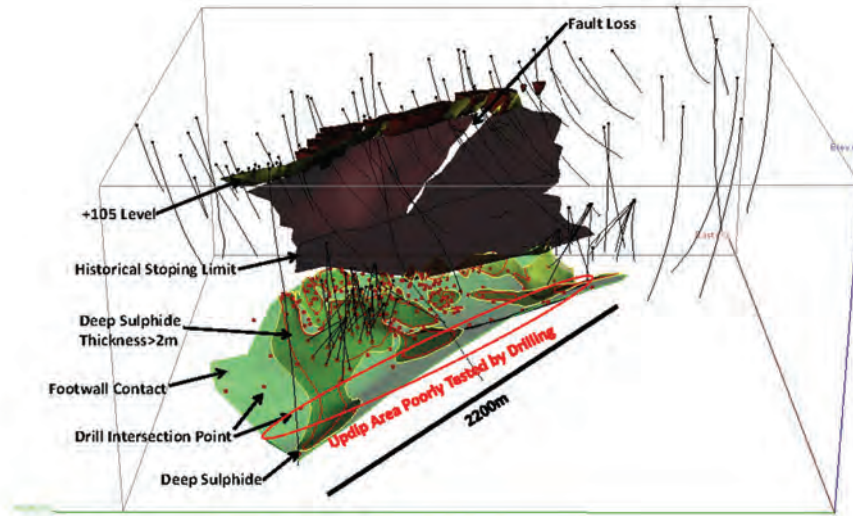 Fault Loss
+105 Level
Historical Stoping Limit
Deep Sulphide
Thickness>2m
Footwall Contact
Drill Intersection Point
Deep Sulphide
Updip Area Poorly Tested by Drilling
2200m